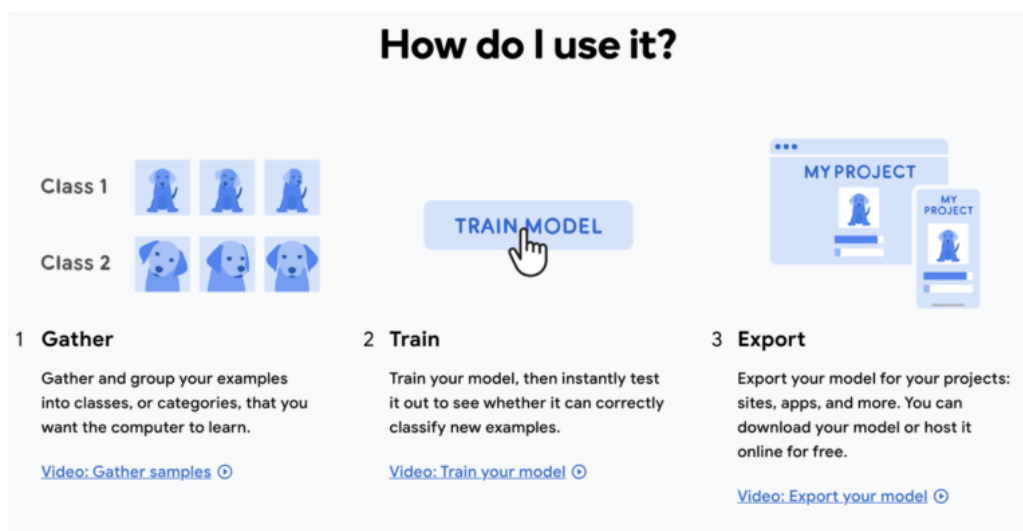 How do I use it?
Class 1
Class 2
TRAIN MODEL
MY PROJECT
MY
PROJECT
1 Gather
Gather and group your examples
into classes, or categories, that you
want the computer to learn.
Video: Gather samples
2 Train
Train your model, then instantly test
it out to see whether it can correctly
classify new examples.
Video: Train your model
3 Export
Export your model for your projects:
sites, apps, and more. You can
download your model or host it
online for free.
Video: Export your model